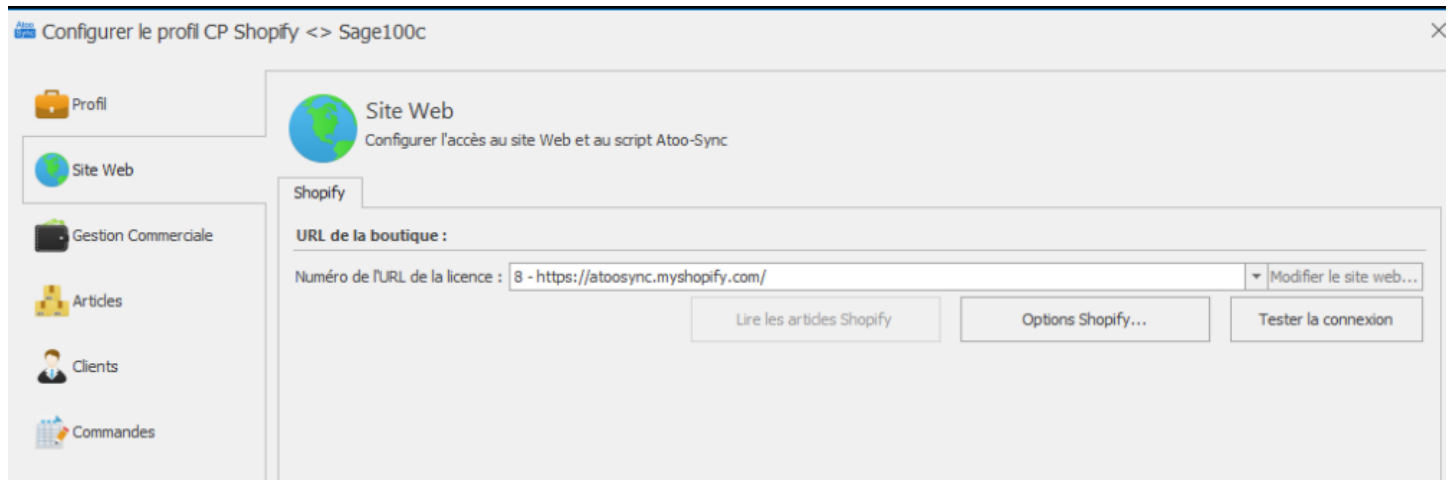 Atoo Sync Configurer le profil CP Shopify <> Sage100c
Profil
Site Web
Gestion Commerciale
Articles
Clients
Commandes
Site Web
Configurer l'accès au site Web et au script Atoo-Sync
Shopify
URL de la boutique :
Numéro de l'URL de la licence : 8 - https://atoosync.myshopify.com/ Modifier le site web...
Lire les articles Shopify Options Shopify... Tester la connexion